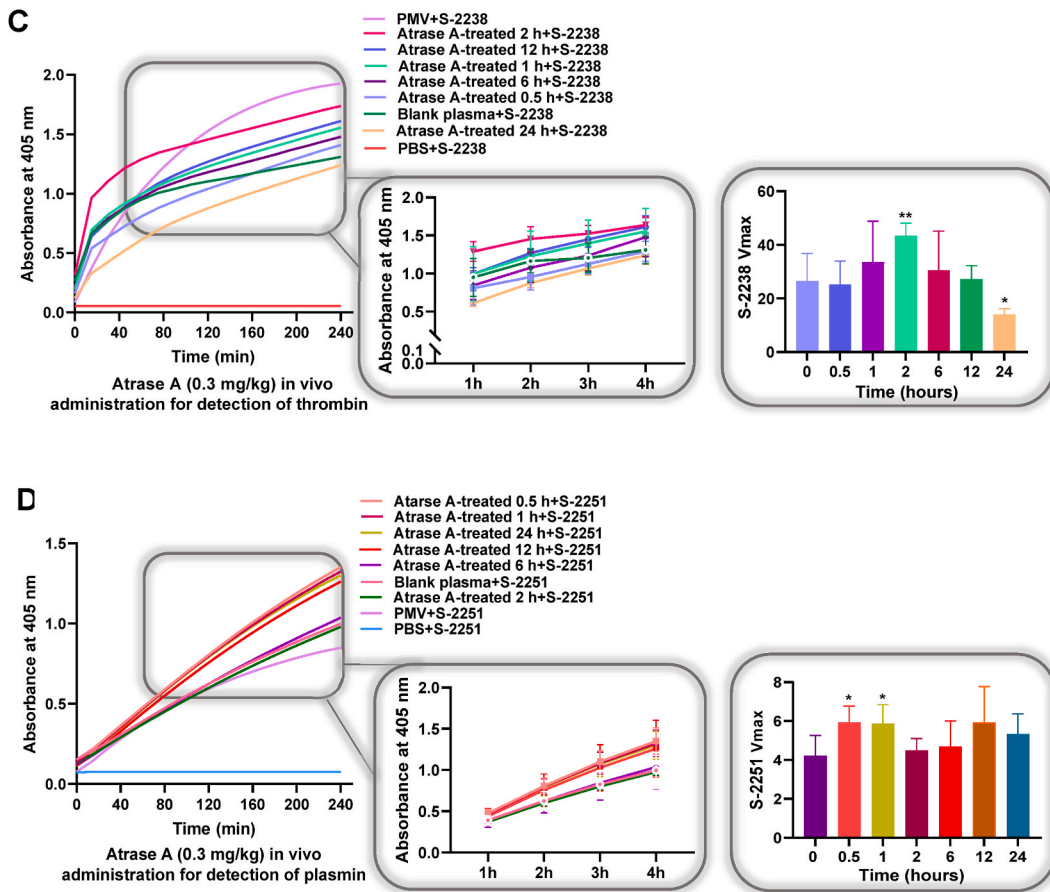 C
PMV+S-2238
Atrase A-treated 2 h+S-2238
Atrase A-treated 12 h+S-2238
Atrase A-treated 1 h+S-2238
Atrase A-treated 6 h+S-2238
Atrase A-treated 0.5 h+S-2238
Blank plasma+S-2238
Atrase A-treated 24 h+S-2238
PBS+S-2238
Absorbance at 405 nm
2.0
1.5
1.0
0.5
0.0
0 40 80 120 160 200 240
Time (min)
Atrase A (0.3 mg/kg) in vivo
administration for detection of thrombin
Absorbance at 405 nm
2.0
1.5
1.0
0.5
0.1
0.0
1h 2h 3h 4h
S-2238 Vmax
60
40
20
0
** *
0 0.5 1 2 6 12 24
Time (hours)
D
Atarse A-treated 0.5 h+S-2251
Atrase A-treated 1 h+S-2251
Atrase A-treated 24 h+S-2251
Atrase A-treated 12 h+S-2251
Atrase A-treated 6 h+S-2251
Blank plasma+S-2251
Atrase A-treated 2 h+S-2251
PMV+S-2251
PBS+S-2251
Absorbance at 405 nm
1.5
1.0
0.5
0.0
0 40 80 120 160 200 240
Time (min)
Atrase A (0.3 mg/kg) in vivo
administration for detection of plasmin
Absorbance at 405 nm
2.0
1.5
1.0
0.5
0.0
1h 2h 3h 4h
S-2251 Vmax
8
6
4
2
0
* *
0 0.5 1 2 6 12 24
Time (hours)